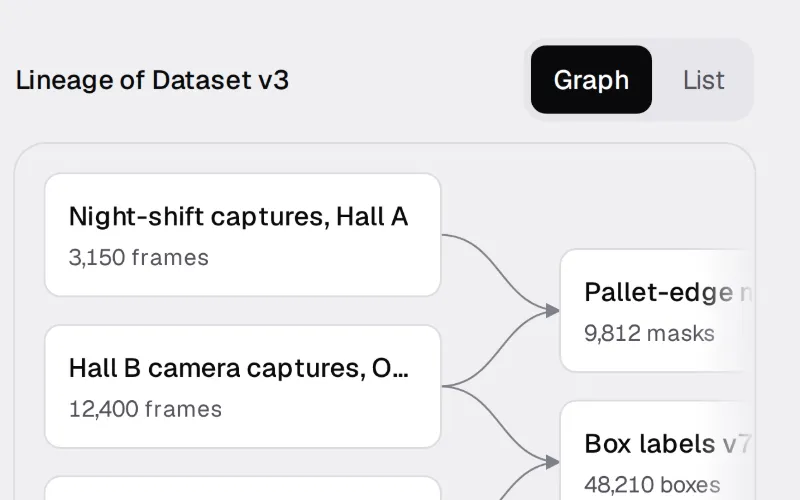 Lineage of Dataset v3
Graph
List
Night-shift captures, Hall A
3,150 frames
Pallet-edge
9,812 masks
Hall B camera captures, O...
12,400 frames
Box labels v7
48,210 boxes